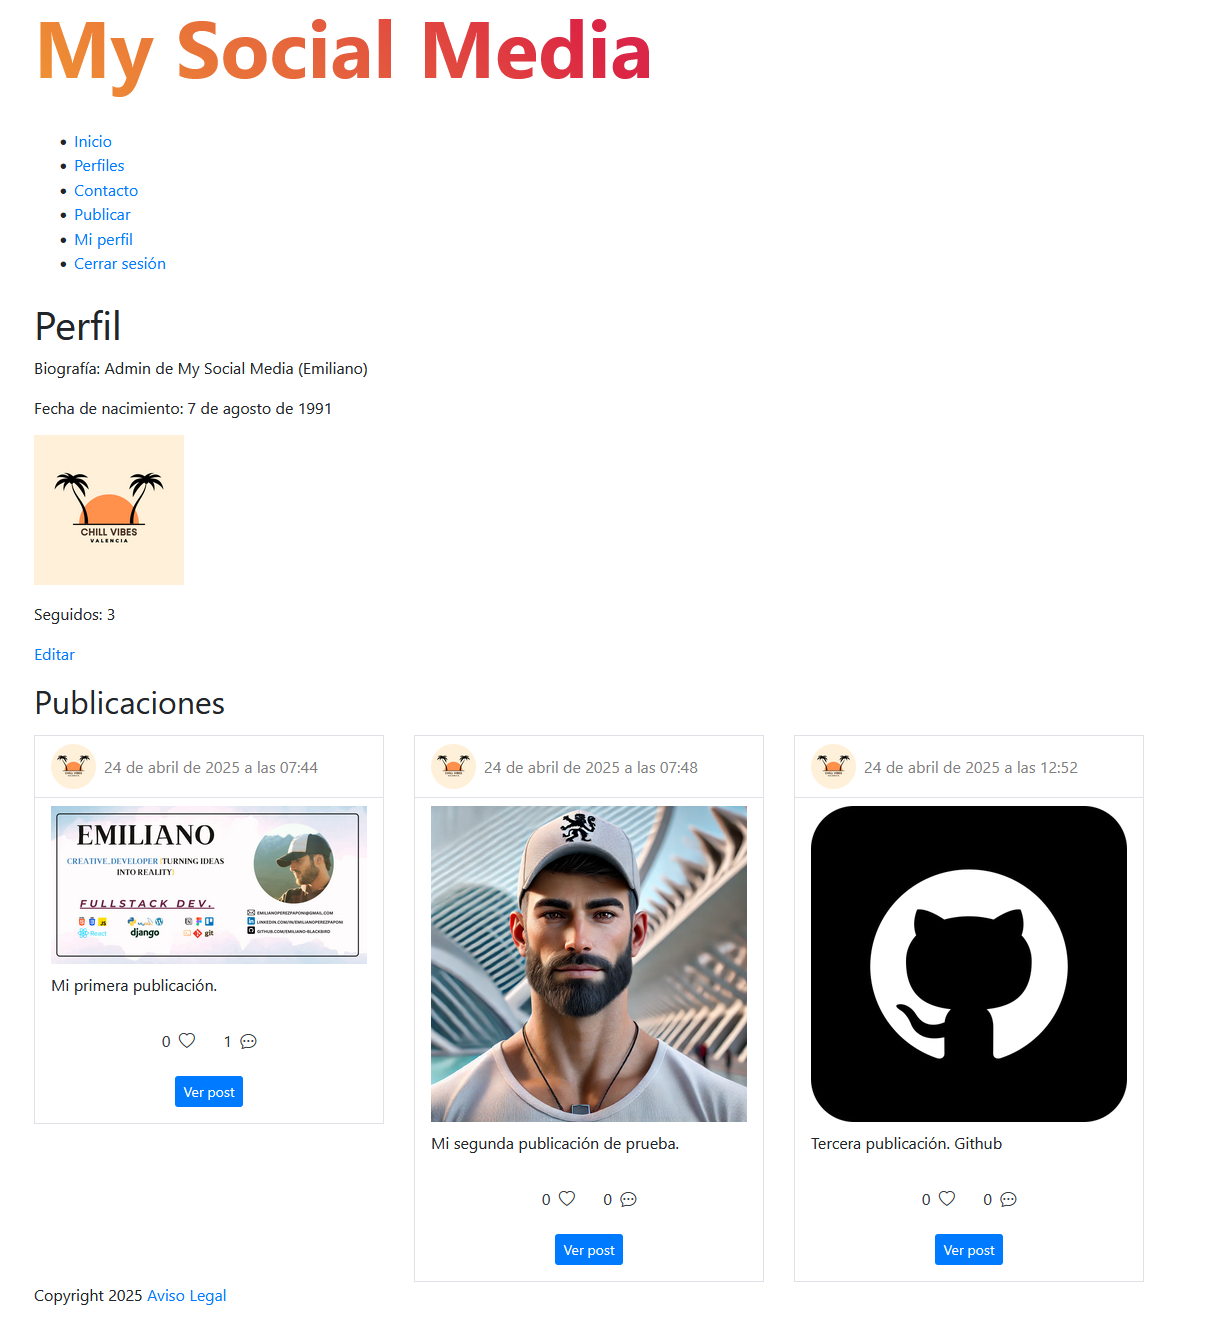 My Social Media
Inicio
Perfiles
Contacto
Publicar
Mi perfil
Cerrar sesión
Perfil
Biografía: Admin de My Social Media (Emiliano)
Fecha de nacimiento: 7 de agosto de 1991
CHILL VIBES
VALENCIA
Seguidos: 3
Editar
Publicaciones
24 de abril de 2025 a las 07:44
EMILIANO
CREATIVE_DEVELOPER [TURNING IDEAS
INTO REALITY]
FULLSTACK DEV.
EMILIANOPEREZPAPONI@GMAIL.COM
LINKEDIN.COM/IN/EMILIANOPEREZPAPONI
GITHUB.COM/EMILIANO-BLACKBIRD
React
django
git
Mi primera publicación.
0 1
Ver post
24 de abril de 2025 a las 07:48
Mi segunda publicación de prueba.
0 0
Ver post
24 de abril de 2025 a las 12:52
Tercera publicación. Github
0 0
Ver post
Copyright 2025 Aviso Legal